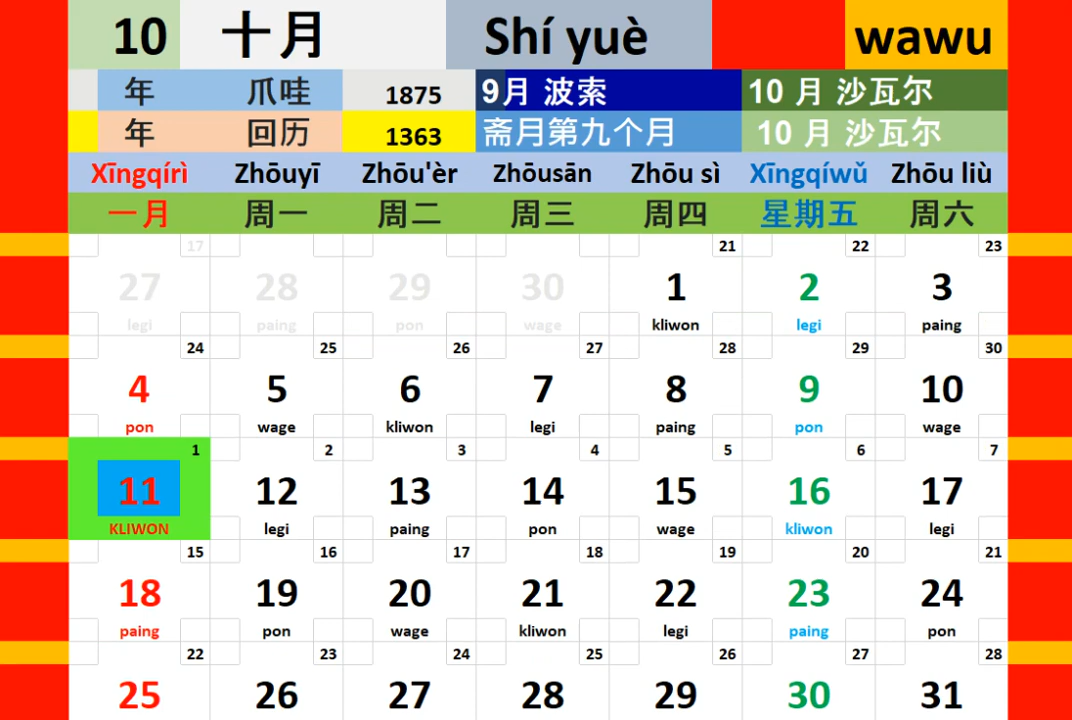 10 十月 Shí yuè wawu
年 爪哇 1875 9月 波索 10 月 沙瓦尔
年 回历 1363 斋月第九个月 10 月 沙瓦尔
Xīngqírì Zhōuyī Zhōu'èr Zhōusān Zhōu sì Xīngqíwǔ Zhōu liù
一月 周一 周二 周三 周四 星期五 周六
17 21 22 23
27 28 29 30 1 2 3
legi paing pon wage kliwon legi paing
24 25 26 27 28 29 30
4 5 6 7 8 9 10
pon wage kliwon legi paing pon wage
1 2 3 4 5 6 7
11 12 13 14 15 16 17
KLIWON legi paing pon wage kliwon legi
15 16 17 18 19 20 21
18 19 20 21 22 23 24
paing pon wage kliwon legi paing pon
22 23 24 25 26 27 28
25 26 27 28 29 30 31